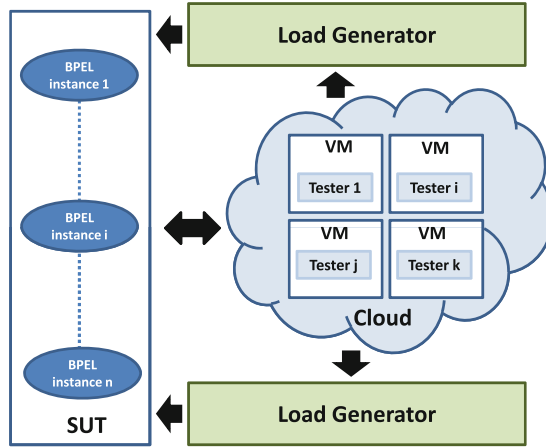 Load Generator
BPEL
instance 1
VM
VM
Tester 1
Tester i
BPEL
instance i
VM
VM
Tester j
Tester k
Cloud
BPEL
instance n
Load Generator
SUT